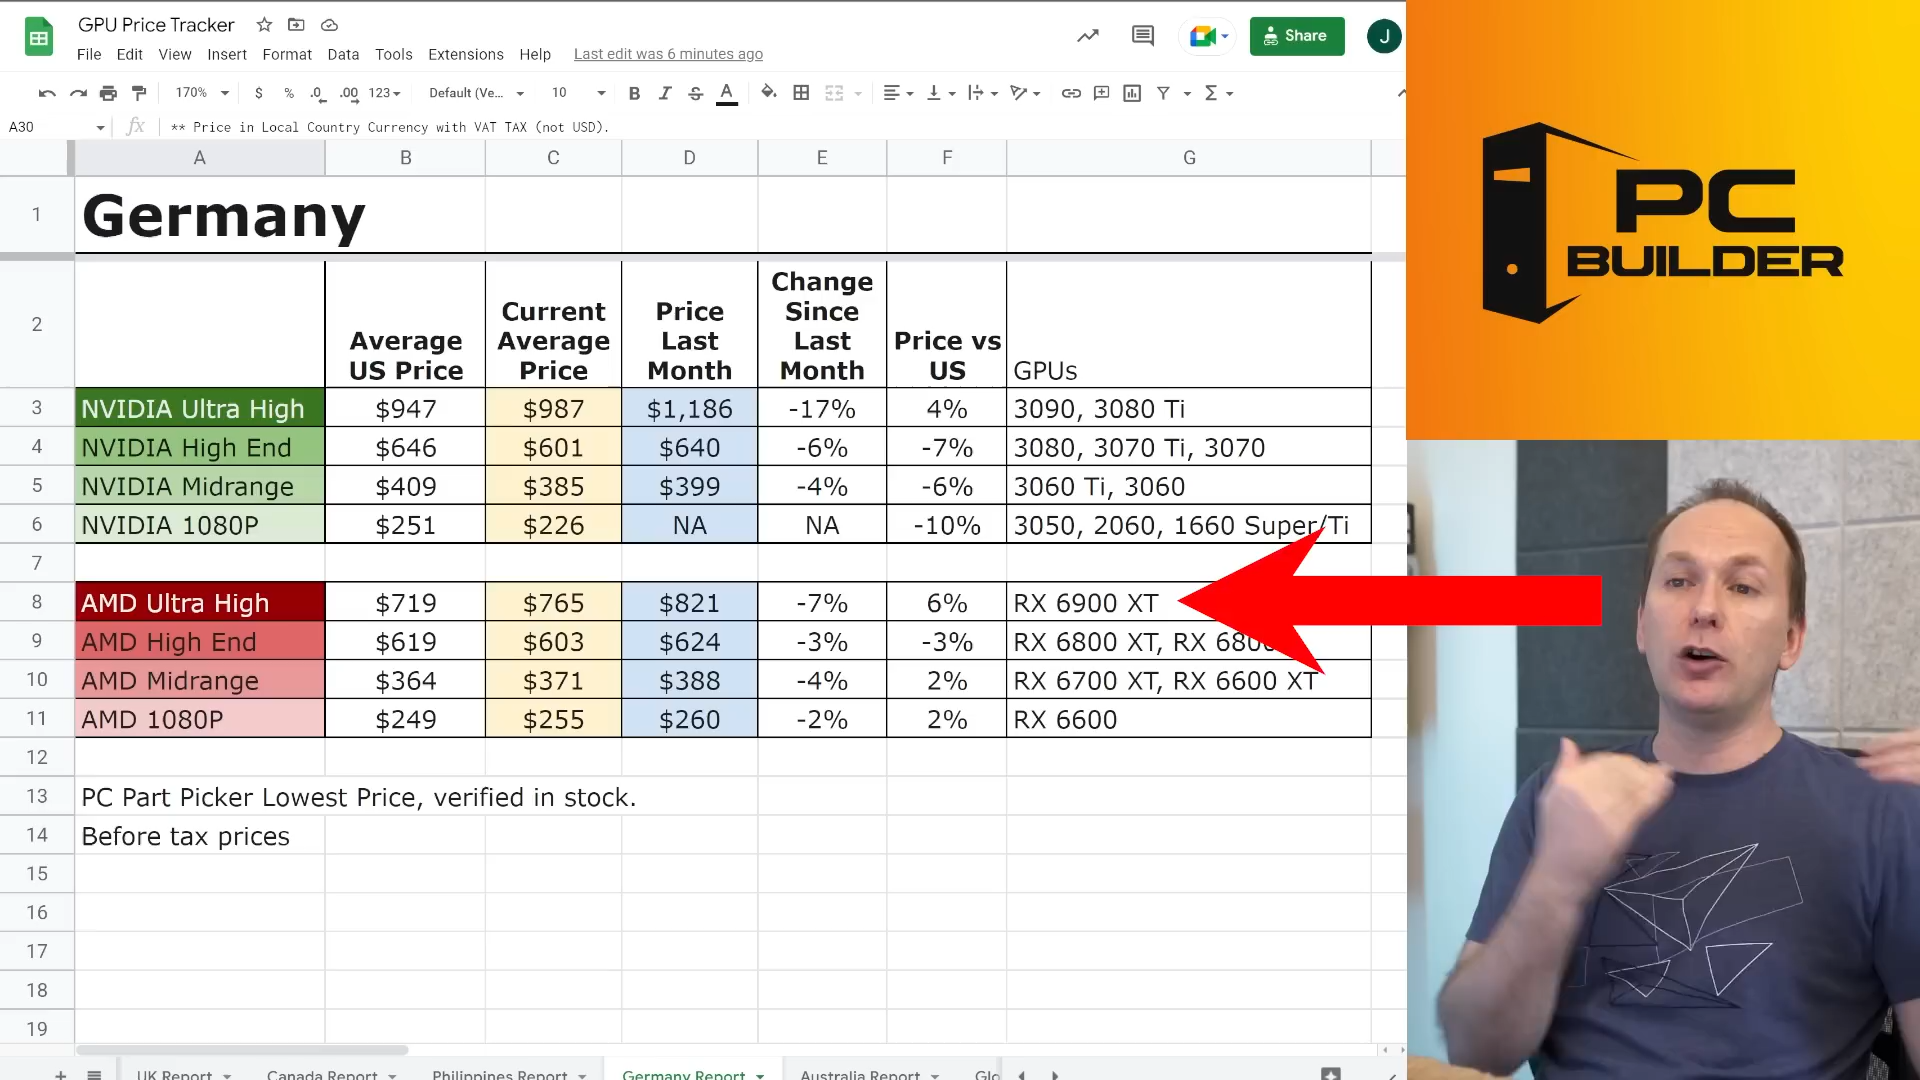 GPU Price Tracker
File Edit View Insert Format Data Tools Extensions Help Last edit was 6 minutes ago
Share
J
170% $ % .0 .00 123 Default (Ve... 10 B I S A
A30 fx ** Price in Local Country Currency with VAT TAX (not USD).
A B C D E F G
1 Germany
2 Average US Price Current Average Price Price Last Month Change Since Last Month Price vs US GPUs
3 NVIDIA Ultra High $947 $987 $1,186 -17% 4% 3090, 3080 Ti
4 NVIDIA High End $646 $601 $640 -6% -7% 3080, 3070 Ti, 3070
5 NVIDIA Midrange $409 $385 $399 -4% -6% 3060 Ti, 3060
6 NVIDIA 1080P $251 $226 NA NA -10% 3050, 2060, 1660 Super/Ti
7
8 AMD Ultra High $719 $765 $821 -7% 6% RX 6900 XT
9 AMD High End $619 $603 $624 -3% -3% RX 6800 XT, RX 6800
10 AMD Midrange $364 $371 $388 -4% 2% RX 6700 XT, RX 6600 XT
11 AMD 1080P $249 $255 $260 -2% 2% RX 6600
12
13 PC Part Picker Lowest Price, verified in stock.
14 Before tax prices
15
16
17
18
19
UK Report Canada Report Philippines Report Germany Report Australia Report Glo
PC
BUILDER